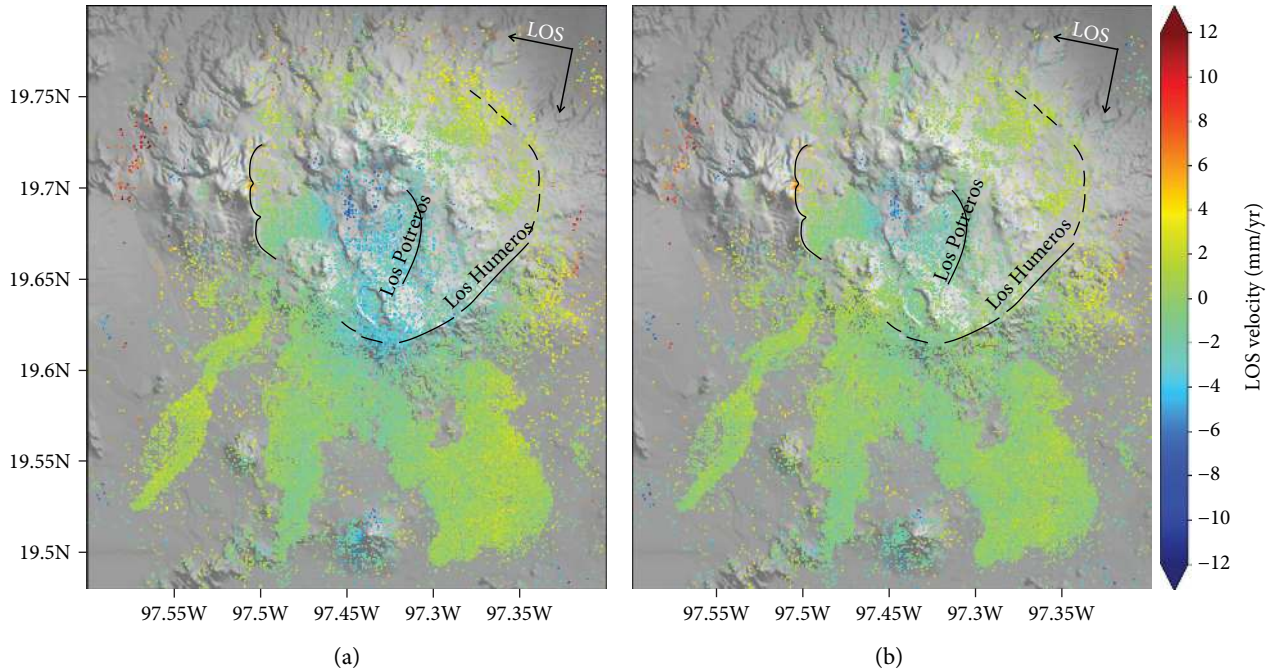 LOS
LOS
19.75N
19.7N
19.65N
19.6N
19.55N
19.5N
Los Potreros
Los Humeros
Los Potreros
Los Humeros
12
10
8
6
4
2
0
−2
−4
−6
−8
−10
−12
LOS velocity (mm/yr)
97.55W 97.5W 97.45W 97.3W 97.35W
97.55W 97.5W 97.45W 97.3W 97.35W
(a)
(b)